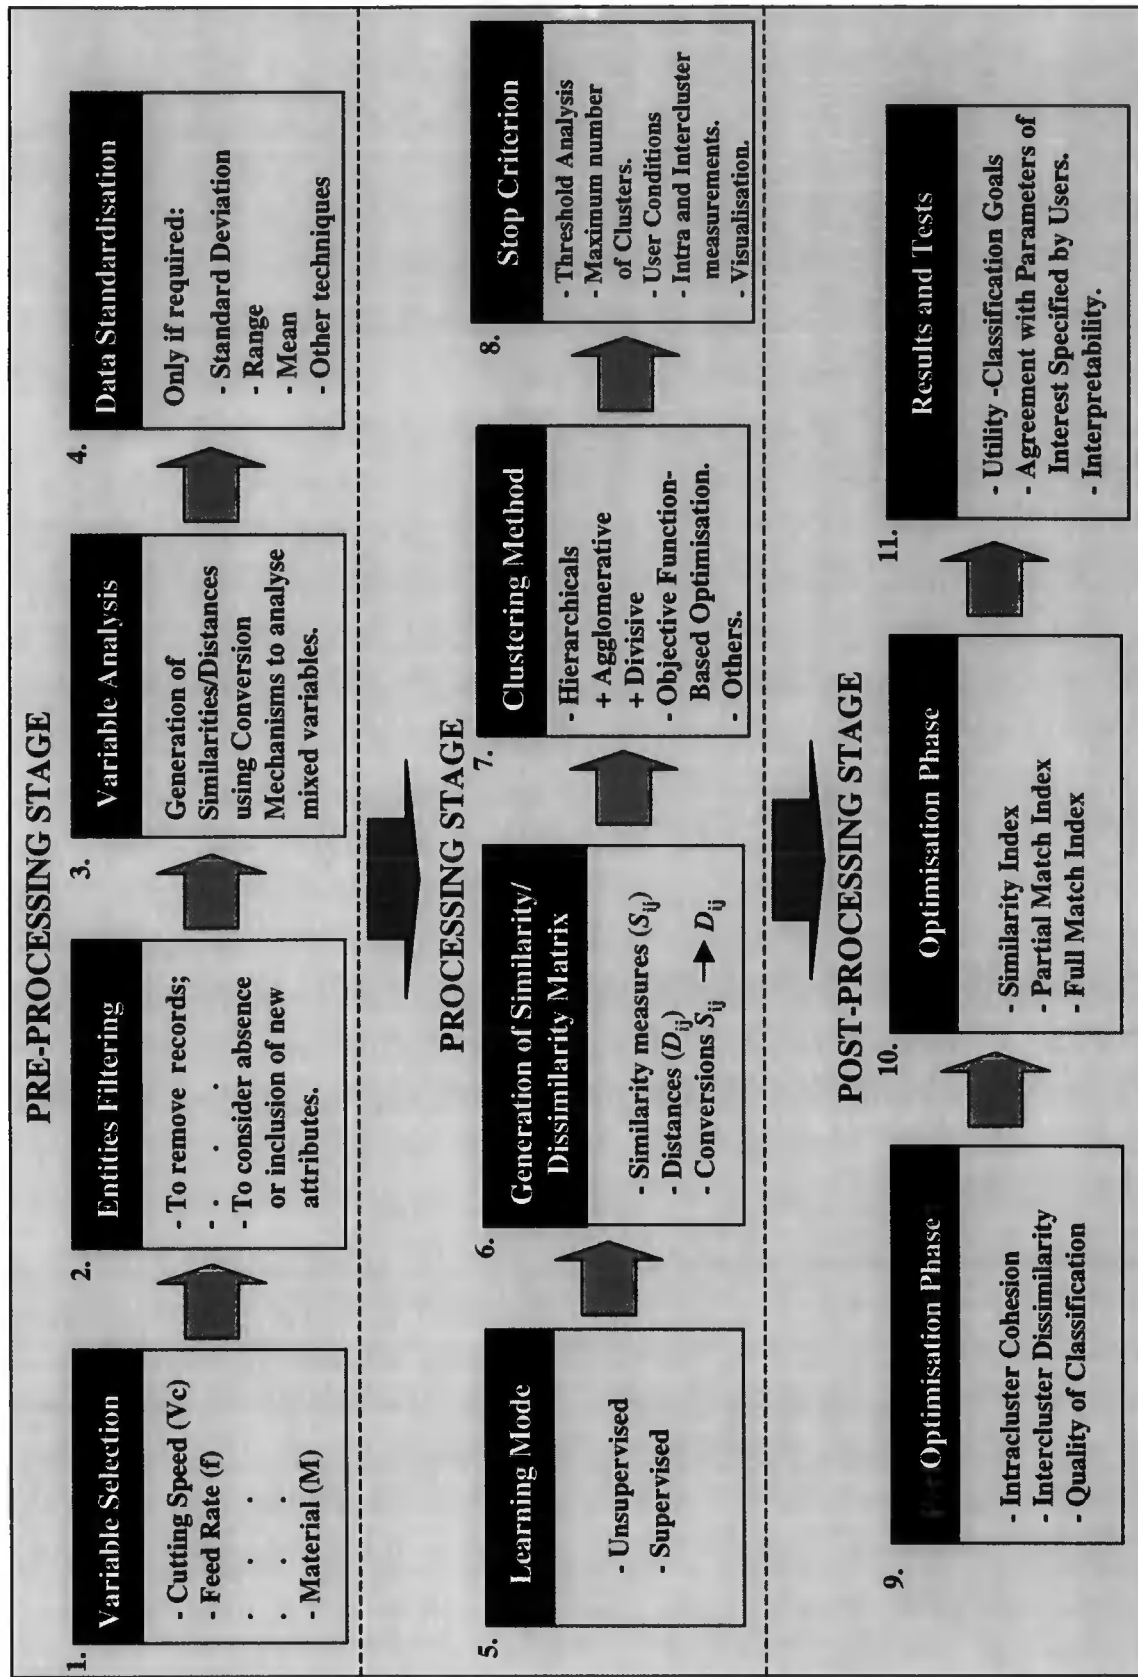 PRE-PROCESSING STAGE
1.
Variable Selection
- Cutting Speed (Vc)
- Feed Rate (f)
. . .
. . .
- Material (M)
2.
Entities Filtering
- To remove records;
- . . .
- To consider absence
or inclusion of new
attributes.
3.
Variable Analysis
Generation of
Similarities/Distances
using Conversion
Mechanisms to analyse
mixed variables.
4.
Data Standardisation
Only if required:
- Standard Deviation
- Range
- Mean
- Other techniques
PROCESSING STAGE
5.
Learning Mode
- Unsupervised
- Supervised
6.
Generation of Similarity/
Dissimilarity Matrix
- Similarity measures (S_ij)
- Distances (D_ij)
- Conversions S_ij → D_ij
7.
Clustering Method
- Hierarchicals
+ Agglomerative
+ Divisive
- Objective Function-
Based Optimisation.
- Others.
8.
Stop Criterion
- Threshold Analysis
- Maximum number
of Clusters.
- User Conditions
- Intra and Intercluster
measurements.
- Visualisation.
POST-PROCESSING STAGE
9.
Optimisation Phase
- Intracluster Cohesion
- Intercluster Dissimilarity
- Quality of Classification
10.
Optimisation Phase
- Similarity Index
- Partial Match Index
- Full Match Index
11.
Results and Tests
- Utility -Classification Goals
- Agreement with Parameters of
Interest Specified by Users.
- Interpretability.